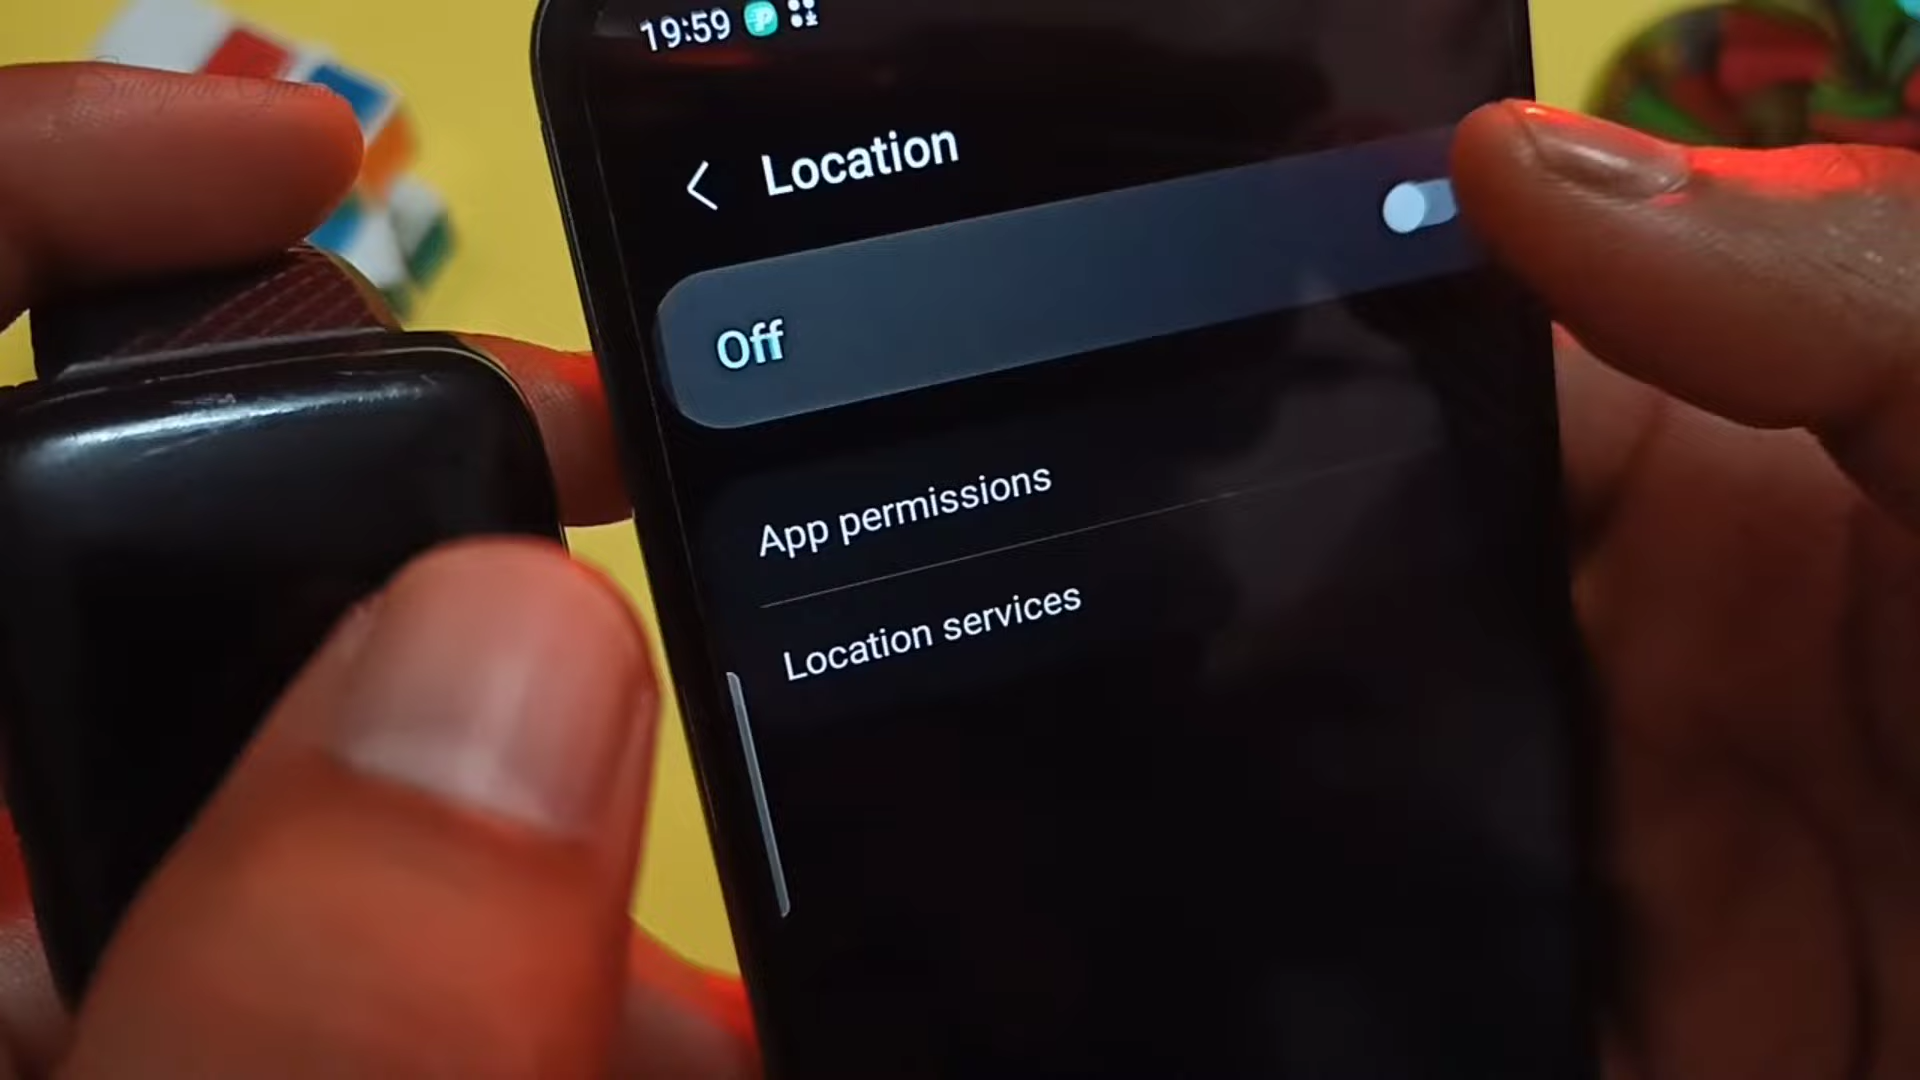 19:59
Location
Off
App permissions
Location services